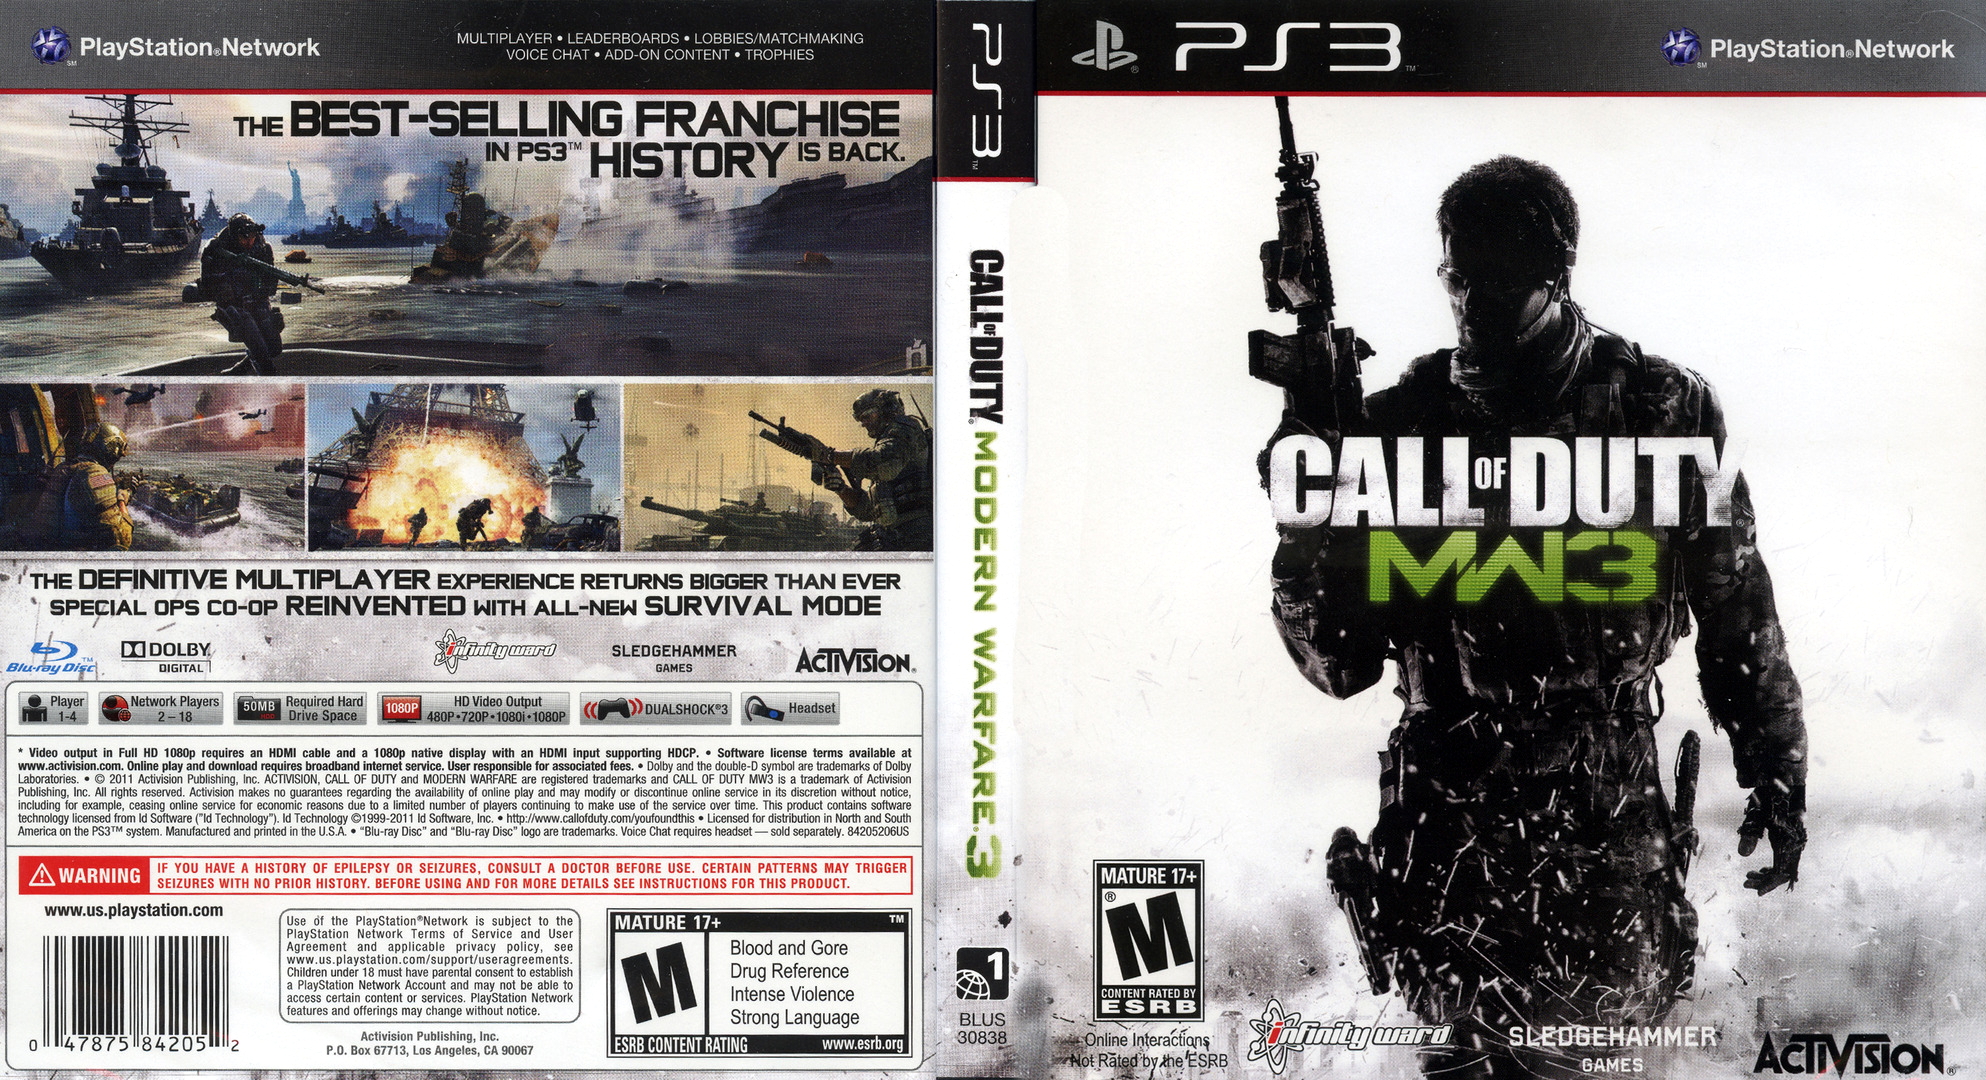 PlayStation®Network
SM
MULTIPLAYER • LEADERBOARDS • LOBBIES/MATCHMAKING
VOICE CHAT • ADD-ON CONTENT • TROPHIES
THE BEST-SELLING FRANCHISE
IN PS3™ HISTORY IS BACK.
THE DEFINITIVE MULTIPLAYER EXPERIENCE RETURNS BIGGER THAN EVER
SPECIAL OPS CO-OP REINVENTED WITH ALL-NEW SURVIVAL MODE
Blu-ray Disc™
DOLBY
DIGITAL
infinity ward
SLEDGEHAMMER
GAMES
ACTIVISION®
Player
1-4
Network Players
2 – 18
50MB
HDD
Required Hard
Drive Space
1080P
HD Video Output
480P•720P•1080i•1080P
DUALSHOCK®3
Headset
* Video output in Full HD 1080p requires an HDMI cable and a 1080p native display with an HDMI input supporting HDCP. • Software license terms available at
www.activision.com. Online play and download requires broadband internet service. User responsible for associated fees. • Dolby and the double-D symbol are trademarks of Dolby
Laboratories. • © 2011 Activision Publishing, Inc. ACTIVISION, CALL OF DUTY and MODERN WARFARE are registered trademarks and CALL OF DUTY MW3 is a trademark of Activision
Publishing, Inc. All rights reserved. Activision makes no guarantees regarding the availability of online play and may modify or discontinue online service in its discretion without notice,
including for example, ceasing online service for economic reasons due to a limited number of players continuing to make use of the service over time. This product contains software
technology licensed from Id Software ("Id Technology"). Id Technology ©1999-2011 Id Software, Inc. • http://www.callofduty.com/youfoundthis • Licensed for distribution in North and South
America on the PS3™ system. Manufactured and printed in the U.S.A. • "Blu-ray Disc" and "Blu-ray Disc" logo are trademarks. Voice Chat requires headset — sold separately. 84205206US
WARNING
IF YOU HAVE A HISTORY OF EPILEPSY OR SEIZURES, CONSULT A DOCTOR BEFORE USE. CERTAIN PATTERNS MAY TRIGGER
SEIZURES WITH NO PRIOR HISTORY. BEFORE USING AND FOR MORE DETAILS SEE INSTRUCTIONS FOR THIS PRODUCT.
www.us.playstation.com
0 47875 84205 2
Use of the PlayStation®Network is subject to the
PlayStation Network Terms of Service and User
Agreement and applicable privacy policy, see
www.us.playstation.com/support/useragreements.
Children under 18 must have parental consent to establish
a PlayStation Network Account and may not be able to
access certain content or services. PlayStation Network
features and offerings may change without notice.
Activision Publishing, Inc.
P.O. Box 67713, Los Angeles, CA 90067
MATURE 17+ ™
M
Blood and Gore
Drug Reference
Intense Violence
Strong Language
ESRB CONTENT RATING www.esrb.org
PS3™
CALL OF DUTY®
MODERN WARFARE® 3
1
BLUS
30838
PS3™
PlayStation®Network
SM
CALL OF DUTY®
MW3
MATURE 17+
®
M
CONTENT RATED BY
ESRB
Online Interactions
Not Rated by the ESRB
infinity ward
SLEDGEHAMMER
GAMES
ACTIVISION®